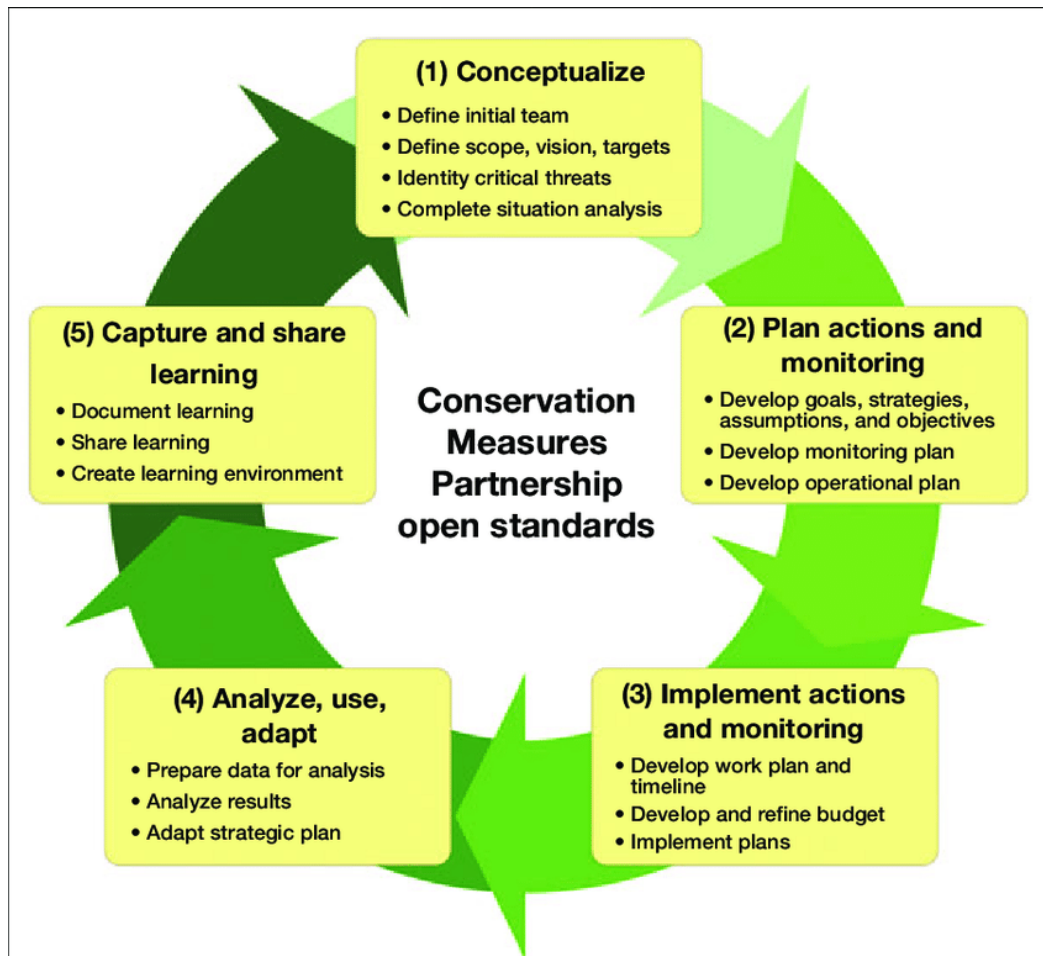 (1) Conceptualize
• Define initial team
• Define scope, vision, targets
• Identity critical threats
• Complete situation analysis
(2) Plan actions and
monitoring
• Develop goals, strategies,
assumptions, and objectives
• Develop monitoring plan
• Develop operational plan
(3) Implement actions
and monitoring
• Develop work plan and
timeline
• Develop and refine budget
• Implement plans
(4) Analyze, use,
adapt
• Prepare data for analysis
• Analyze results
• Adapt strategic plan
(5) Capture and share
learning
• Document learning
• Share learning
• Create learning environment
Conservation
Measures
Partnership
open standards